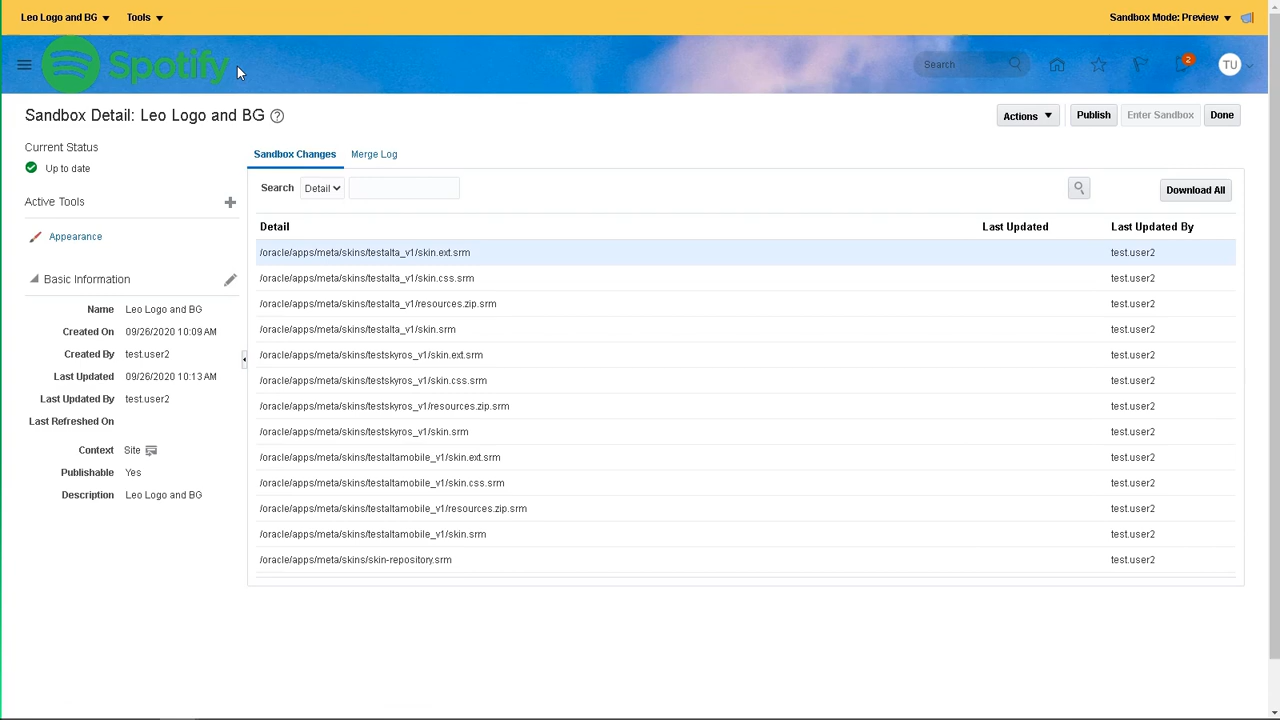 Leo Logo and BG Tools Sandbox Mode: Preview
Spotify Search 2 TU
Sandbox Detail: Leo Logo and BG ? Actions Publish Enter Sandbox Done
Current Status
Up to date
Active Tools
Appearance
Basic Information
Name Leo Logo and BG
Created On 09/26/2020 10:09 AM
Created By test.user2
Last Updated 09/26/2020 10:13 AM
Last Updated By test.user2
Last Refreshed On
Context Site
Publishable Yes
Description Leo Logo and BG
Sandbox Changes Merge Log
Search Detail Download All
Detail Last Updated Last Updated By
/oracle/apps/meta/skins/testalta_v1/skin.ext.srm test.user2
/oracle/apps/meta/skins/testalta_v1/skin.css.srm test.user2
/oracle/apps/meta/skins/testalta_v1/resources.zip.srm test.user2
/oracle/apps/meta/skins/testalta_v1/skin.srm test.user2
/oracle/apps/meta/skins/testskyros_v1/skin.ext.srm test.user2
/oracle/apps/meta/skins/testskyros_v1/skin.css.srm test.user2
/oracle/apps/meta/skins/testskyros_v1/resources.zip.srm test.user2
/oracle/apps/meta/skins/testskyros_v1/skin.srm test.user2
/oracle/apps/meta/skins/testaltamobile_v1/skin.ext.srm test.user2
/oracle/apps/meta/skins/testaltamobile_v1/skin.css.srm test.user2
/oracle/apps/meta/skins/testaltamobile_v1/resources.zip.srm test.user2
/oracle/apps/meta/skins/testaltamobile_v1/skin.srm test.user2
/oracle/apps/meta/skins/skin-repository.srm test.user2